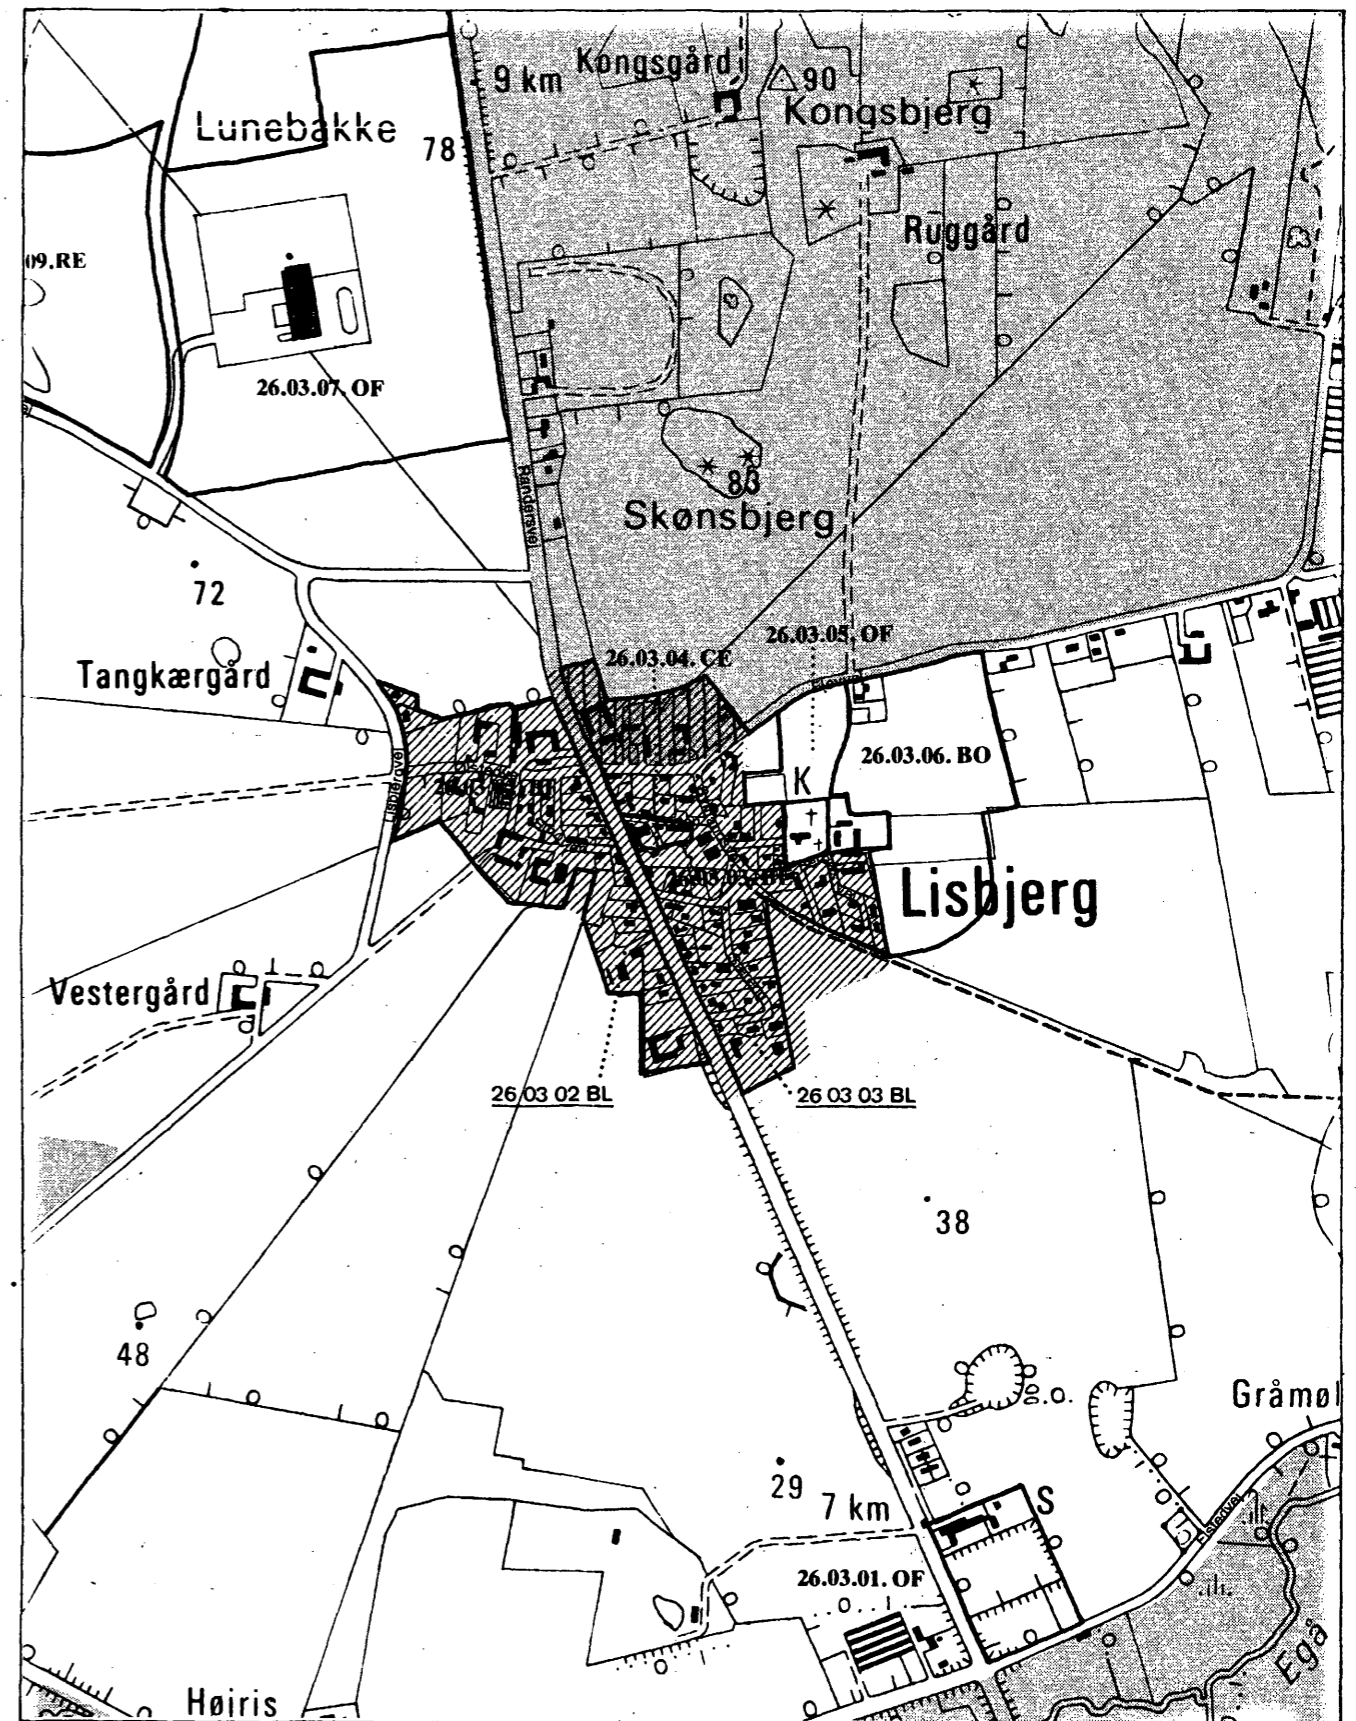 9 km
Kongsgård
90
Kongsbjerg
Lunebakke
78
Ruggård
09.RE
26.03.07. OF
Randersvej
83
Skønsbjerg
72
26.03.05. OF
26.03.04. CE
Tangkærgård
Lisbjergvej
26.03.06. BO
K
Lisbjerg
Vestergård
26 03 02 BL
26 03 03 BL
38
48
Gråmøl
29
7 km
S
Elstedvej
26.03.01. OF
Egå
Højris